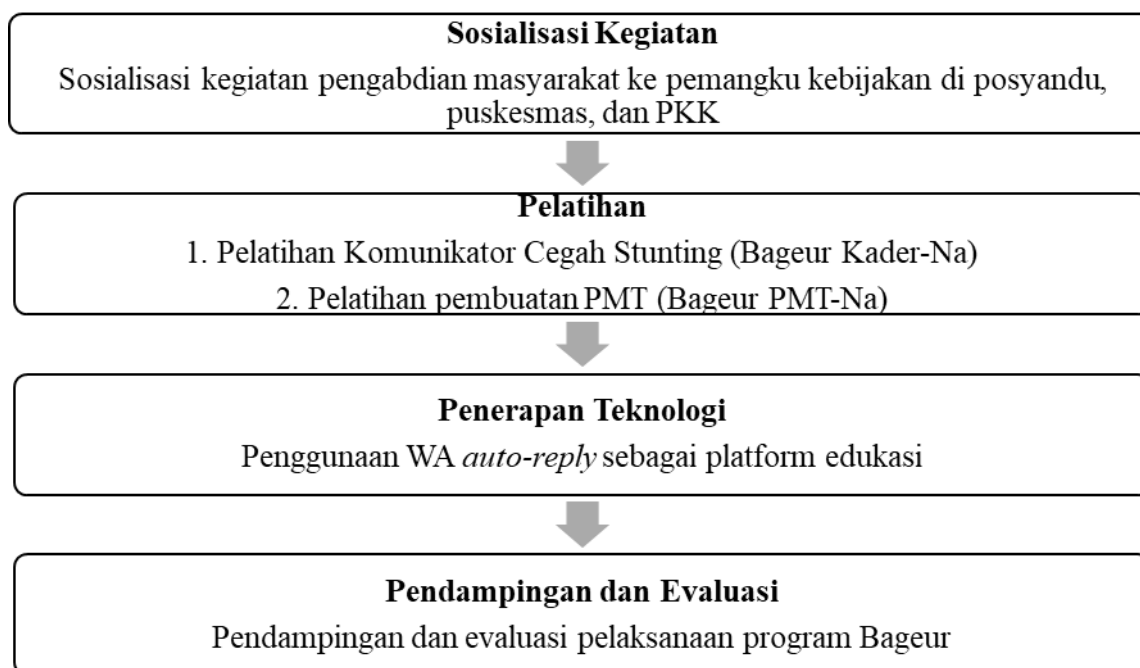 Sosialisasi Kegiatan
Sosialisasi kegiatan pengabdian masyarakat ke pemangku kebijakan di posyandu,
puskesmas, dan PKK
Pelatihan
1. Pelatihan Komunikator Cegah Stunting (Bageur Kader-Na)
2. Pelatihan pembuatan PMT (Bageur PMT-Na)
Penerapan Teknologi
Penggunaan WA auto-reply sebagai platform edukasi
Pendampingan dan Evaluasi
Pendampingan dan evaluasi pelaksanaan program Bageur